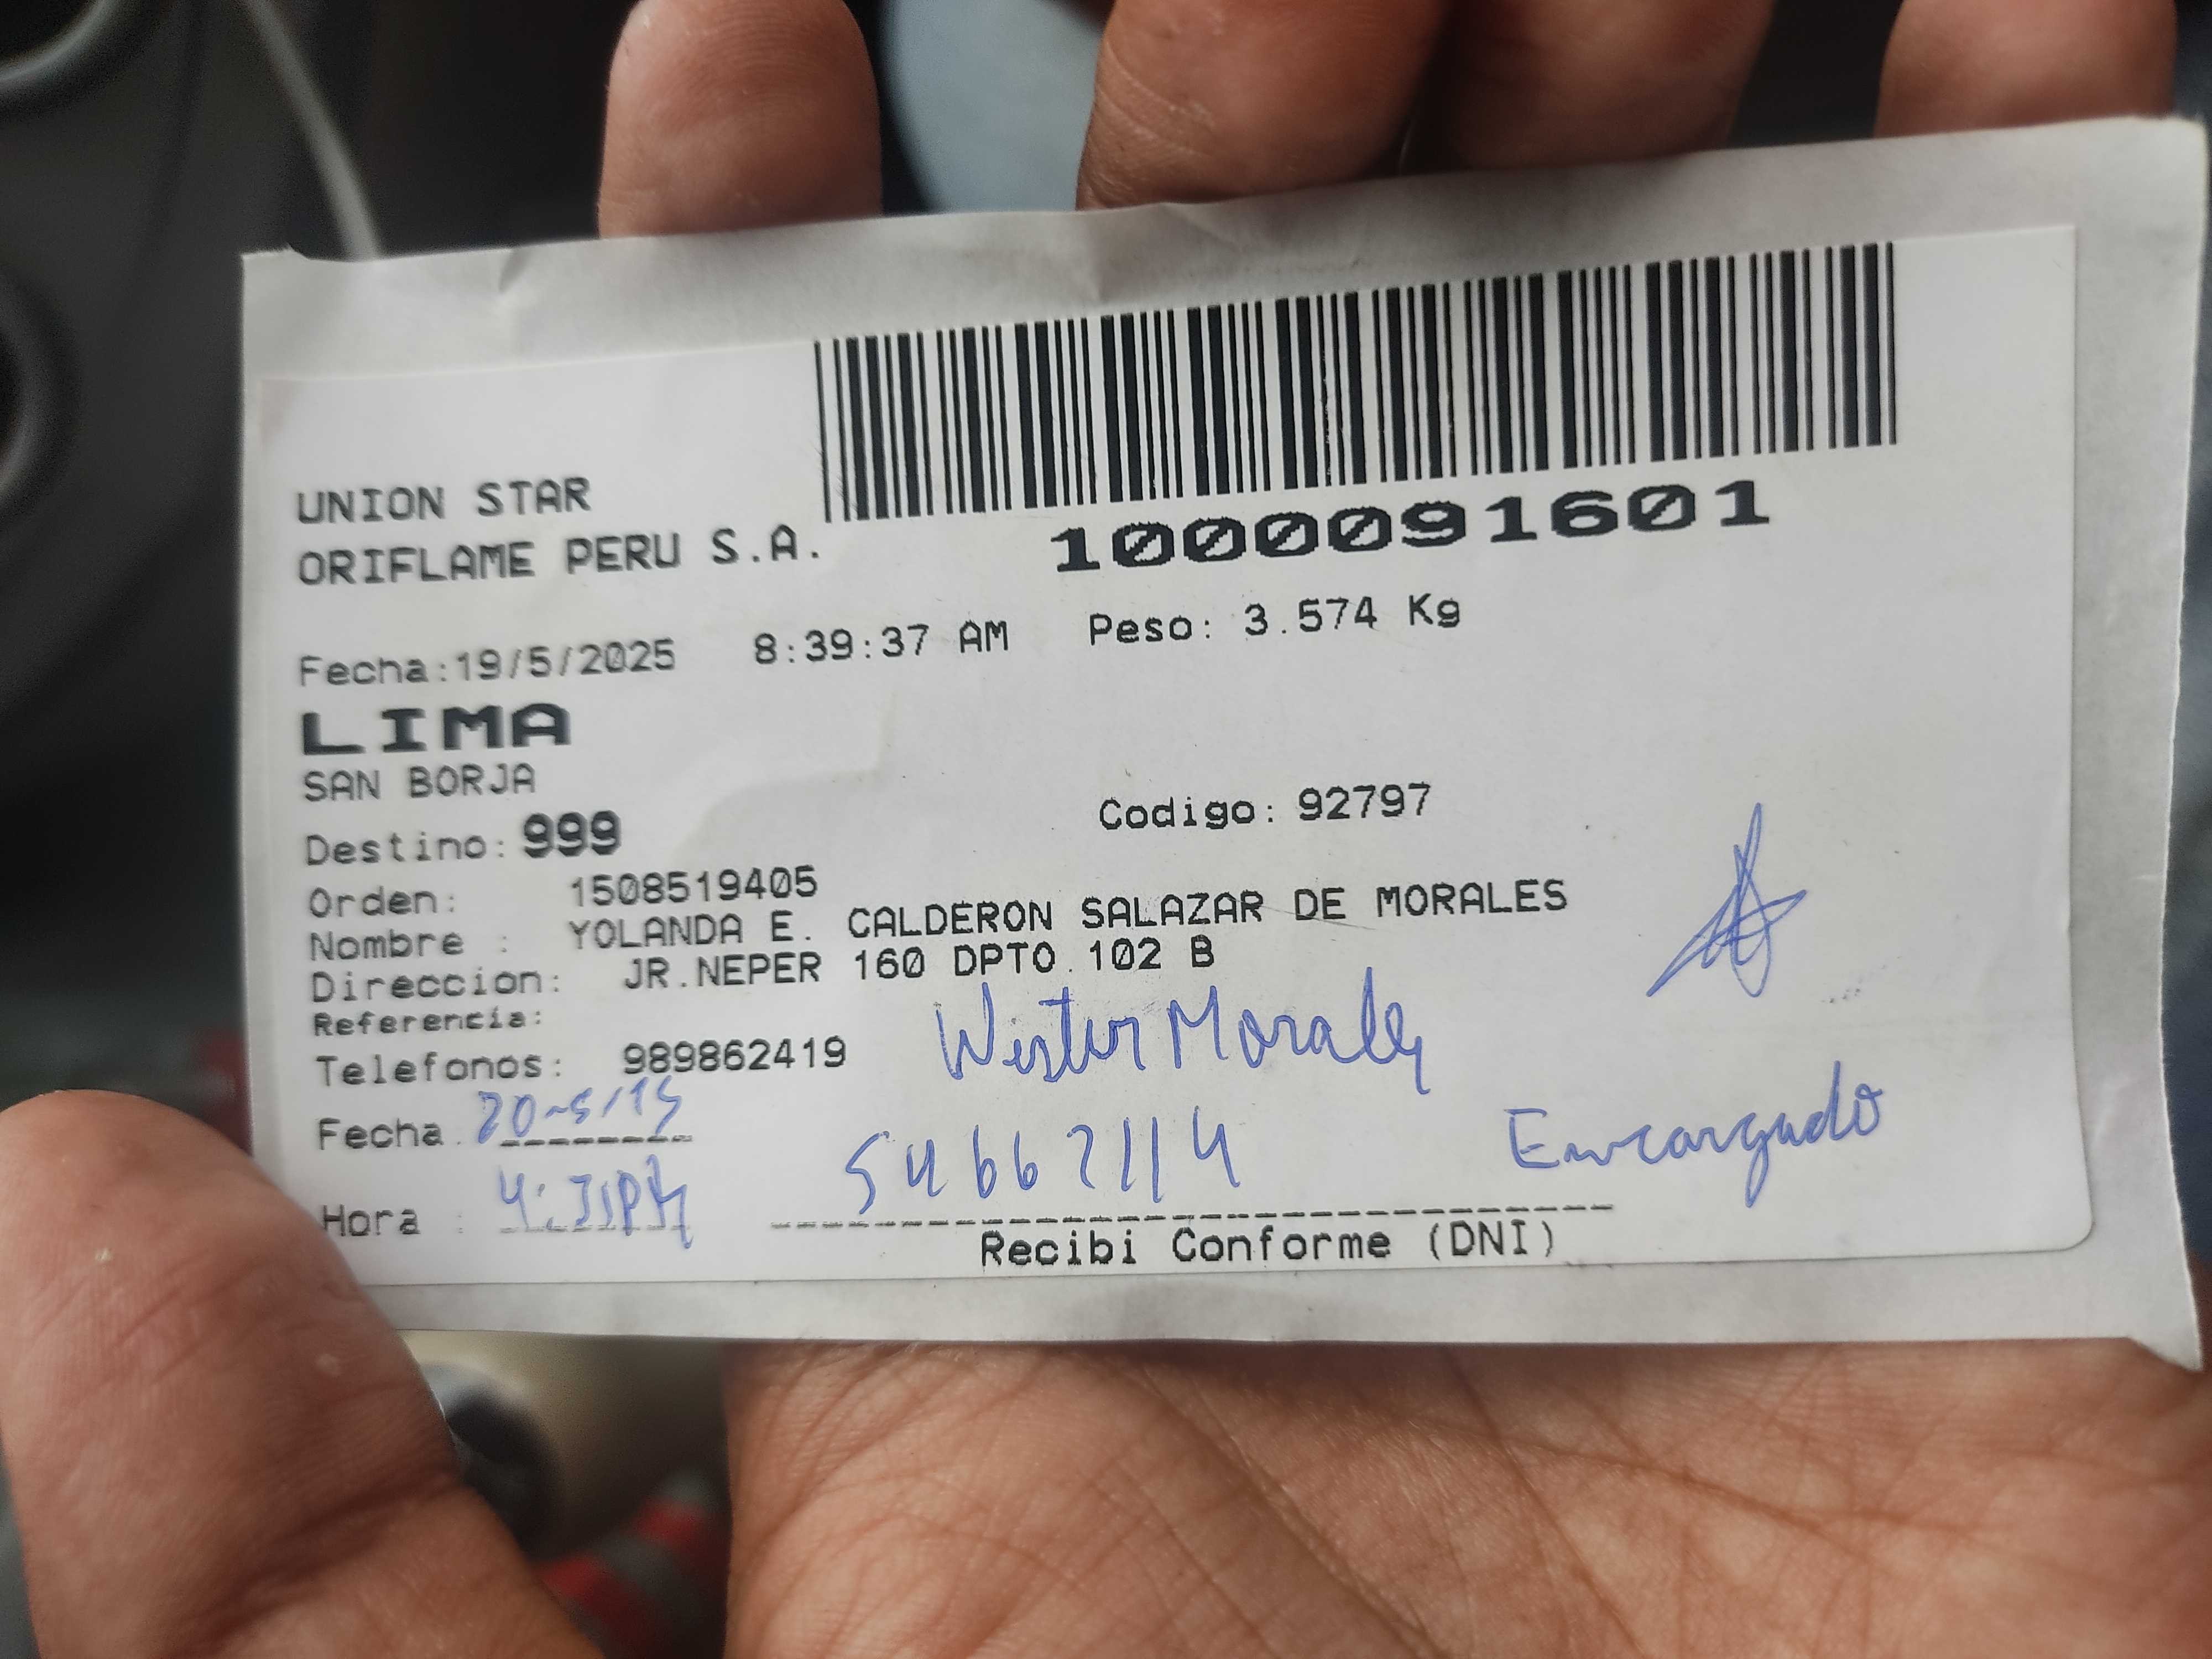 UNION STAR
ORIFLAME PERU S.A.
1000091601
Fecha:19/5/2025 8:39:37 AM Peso: 3.574 Kg
LIMA
SAN BORJA
Destino: 999 Codigo: 92797
Orden: 1508519405
Nombre : YOLANDA E. CALDERON SALAZAR DE MORALES
Direccion: JR.NEPER 160 DPTO.102 B
Referencia:
Telefonos: 989862419
Morales
Fecha.
Encargado
Hora :
Recibi Conforme (DNI)